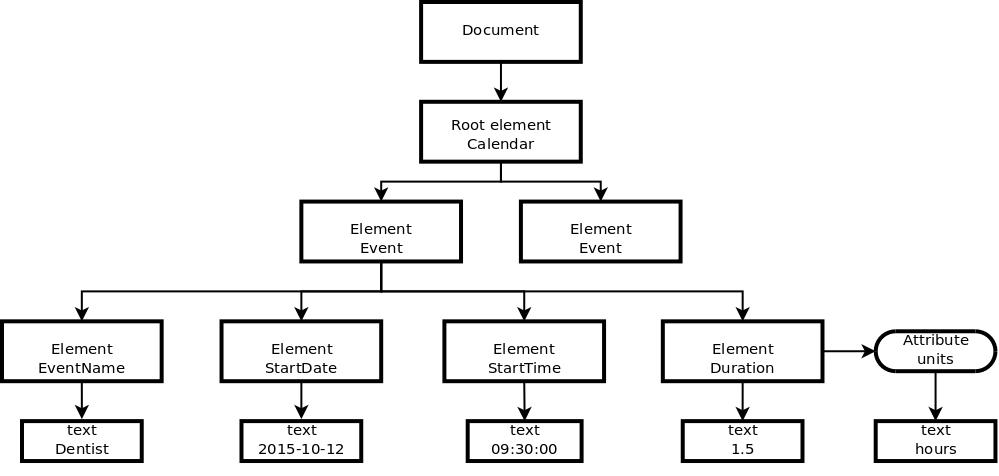 Document
Root element
Calendar
Element
Event
Element
Event
Element
EventName
Element
StartDate
Element
StartTime
Element
Duration
Attribute
units
text
Dentist
text
2015-10-12
text
09:30:00
text
1.5
text
hours